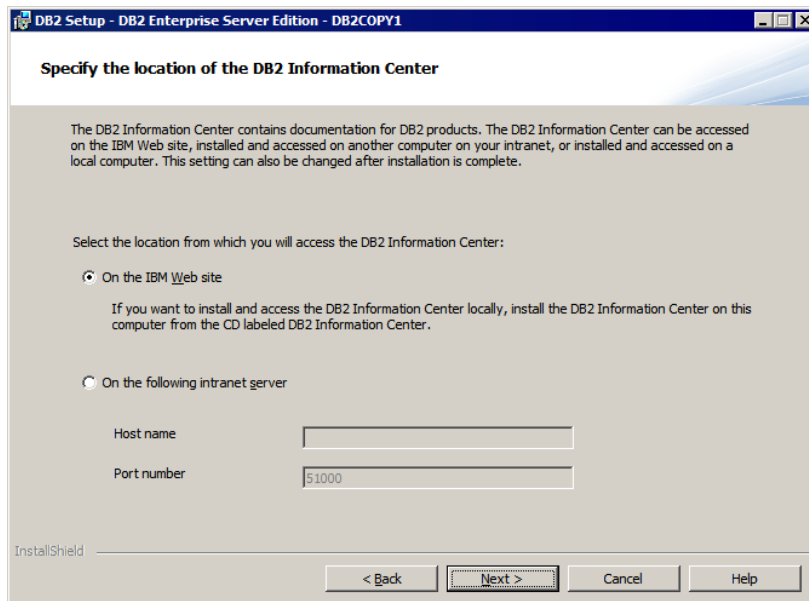 DB2 Setup - DB2 Enterprise Server Edition - DB2COPY1
Specify the location of the DB2 Information Center
The DB2 Information Center contains documentation for DB2 products. The DB2 Information Center can be accessed
on the IBM Web site, installed and accessed on another computer on your intranet, or installed and accessed on a
local computer. This setting can also be changed after installation is complete.
Select the location from which you will access the DB2 Information Center:
On the IBM Web site
If you want to install and access the DB2 Information Center locally, install the DB2 Information Center on this
computer from the CD labeled DB2 Information Center.
On the following intranet server
Host name
Port number
51000
InstallShield
< Back
Next >
Cancel
Help